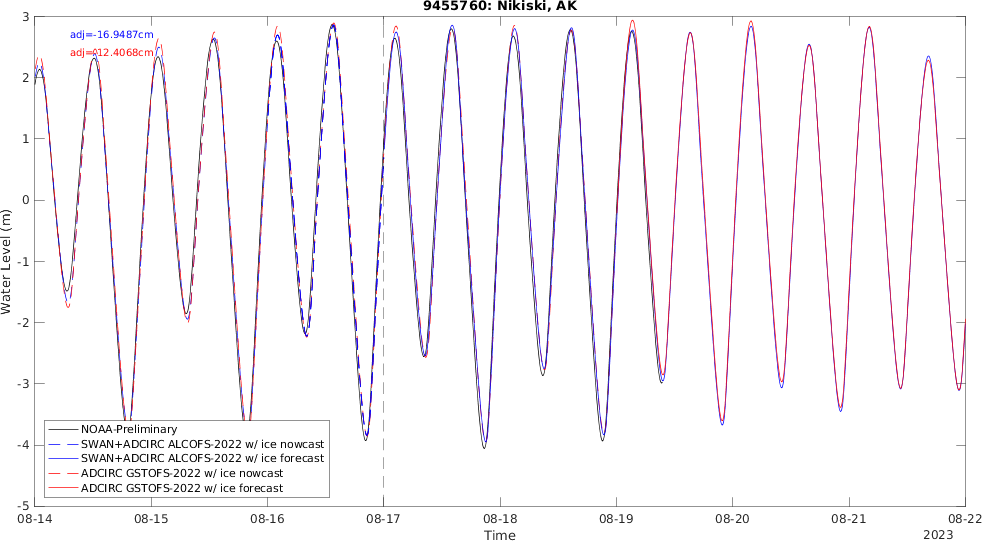 9455760: Nikiski, AK
adj=-16.9487cm
adj=-12.4068cm
3
2
1
0
-1
-2
-3
-4
-5
Water Level (m)
NOAA-Preliminary
SWAN+ADCIRC ALCOFS-2022 w/ ice nowcast
SWAN+ADCIRC ALCOFS-2022 w/ ice forecast
ADCIRC GSTOFS-2022 w/ ice nowcast
ADCIRC GSTOFS-2022 w/ ice forecast
08-14 08-15 08-16 08-17 08-18 08-19 08-20 08-21 08-22
Time
2023